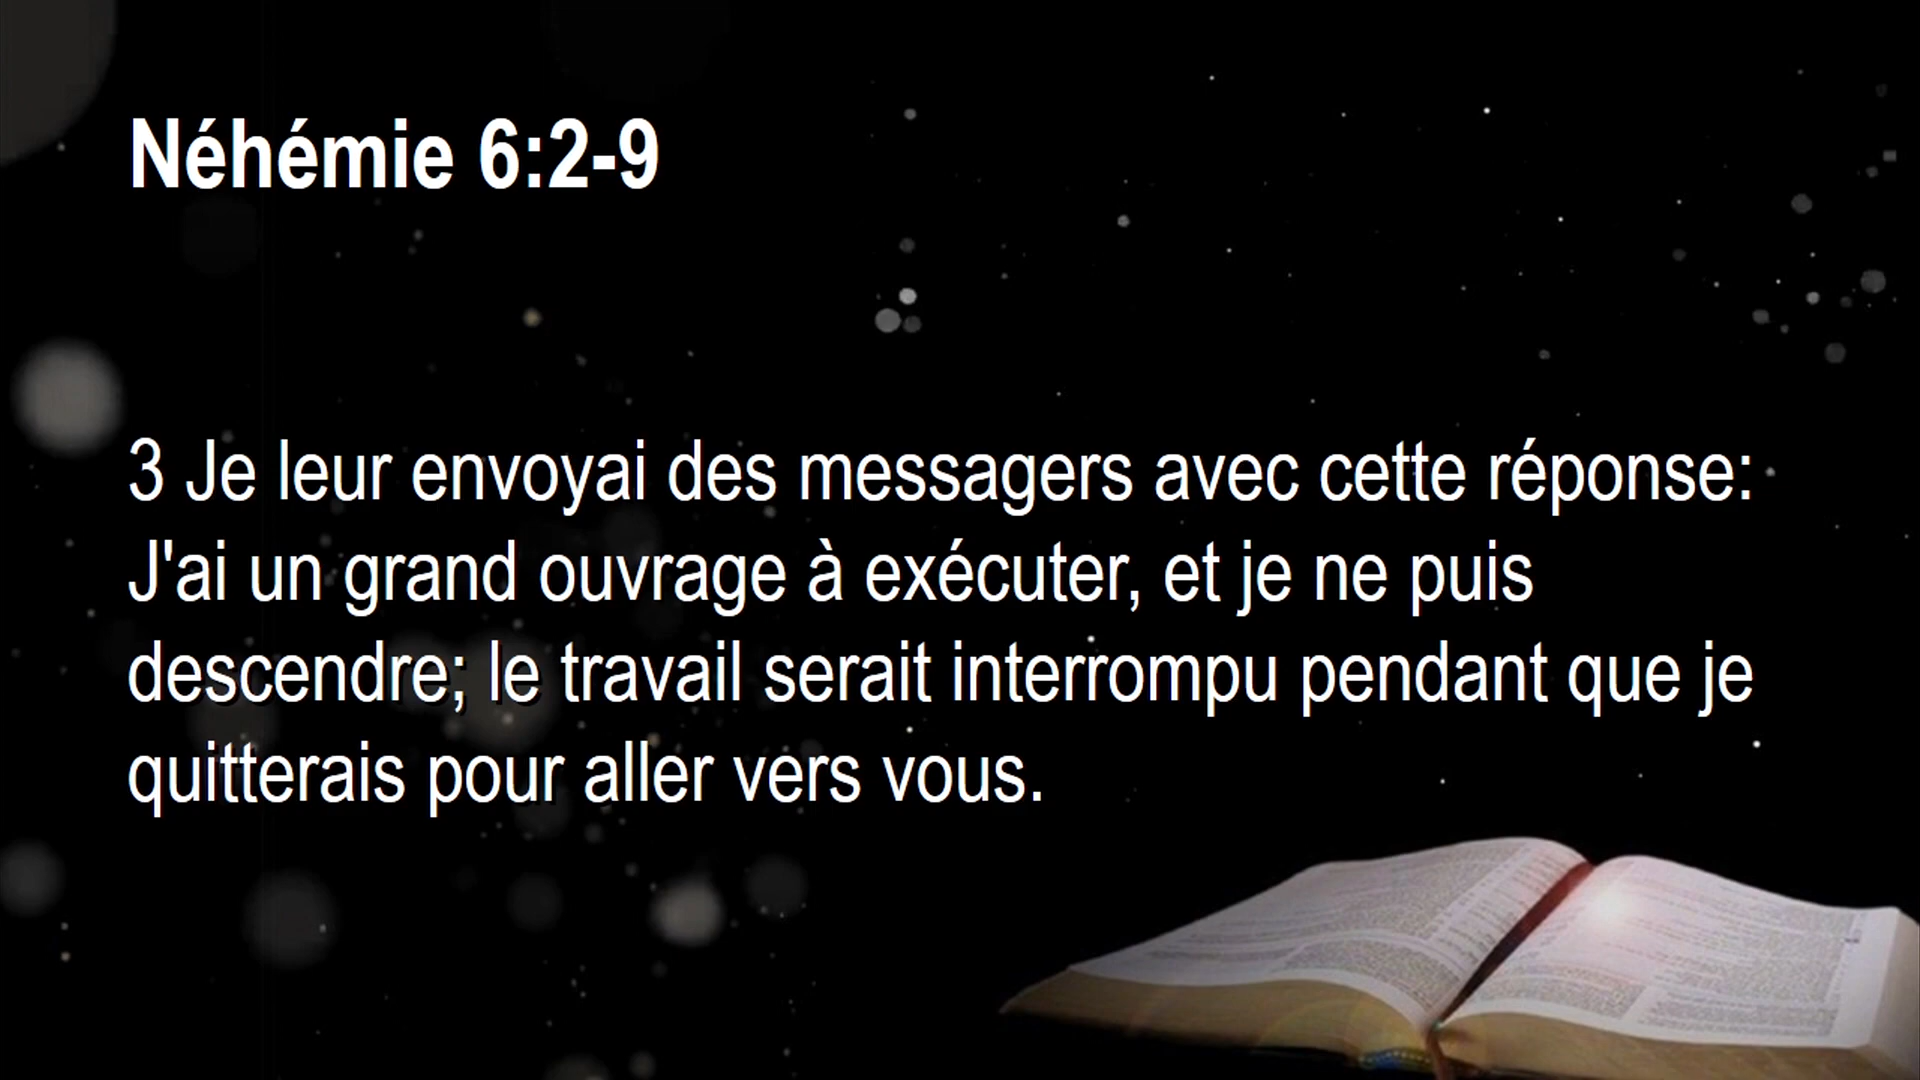 Néhémie 6:2-9
3 Je leur envoyai des messagers avec cette réponse:
J'ai un grand ouvrage à exécuter, et je ne puis
descendre; le travail serait interrompu pendant que je
quitterais pour aller vers vous.